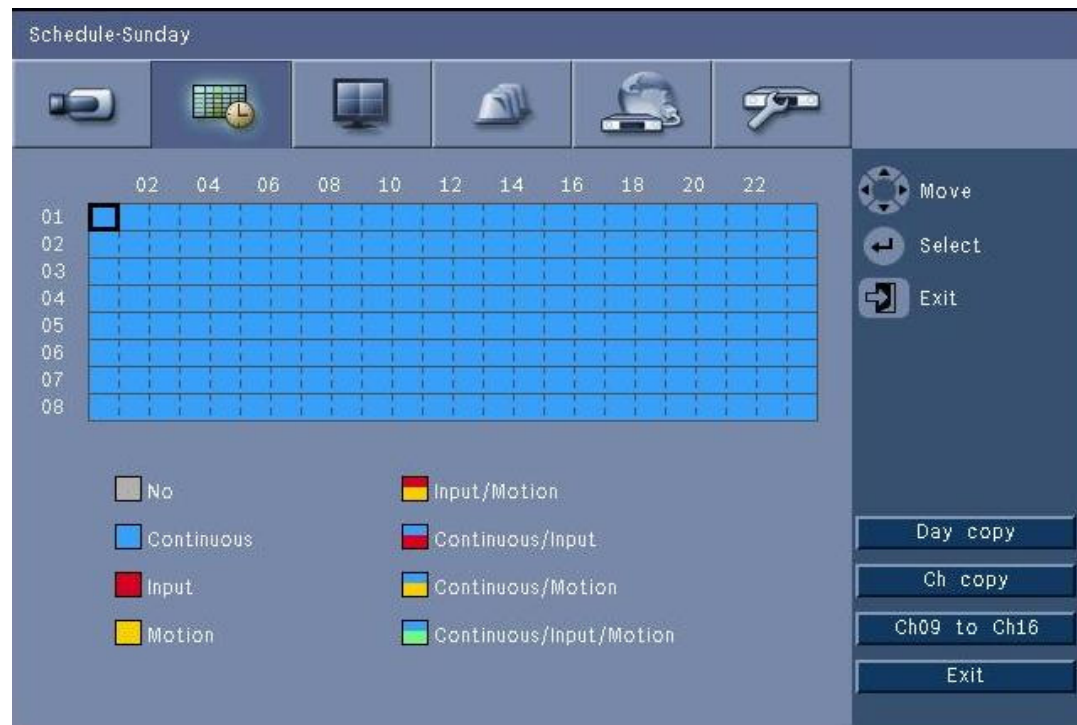 Schedule-Sunday
02 04 06 08 10 12 14 16 18 20 22
01
02
03
04
05
06
07
08
Move
Select
Exit
No
Continuous
Input
Motion
Input/Motion
Continuous/Input
Continuous/Motion
Continuous/Input/Motion
Day copy
Ch copy
Ch09 to Ch16
Exit